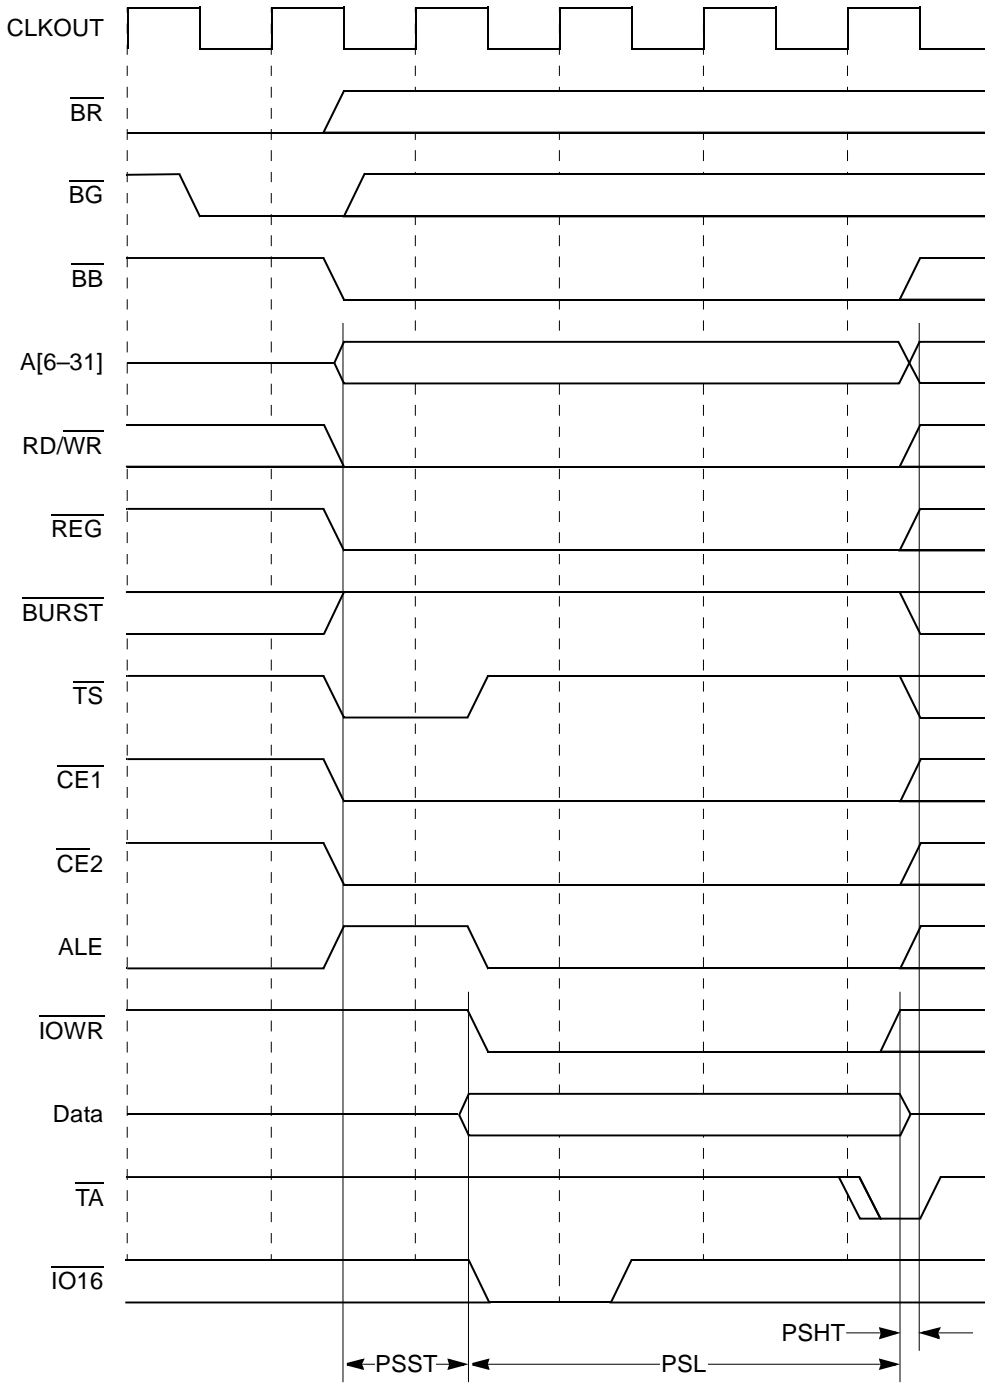 CLKOUT
BR
BG
BB
A[6–31]
RD/WR
REG
BURST
TS
CE1
CE2
ALE
IOWR
Data
TA
IO16
PSHT
PSST
PSL